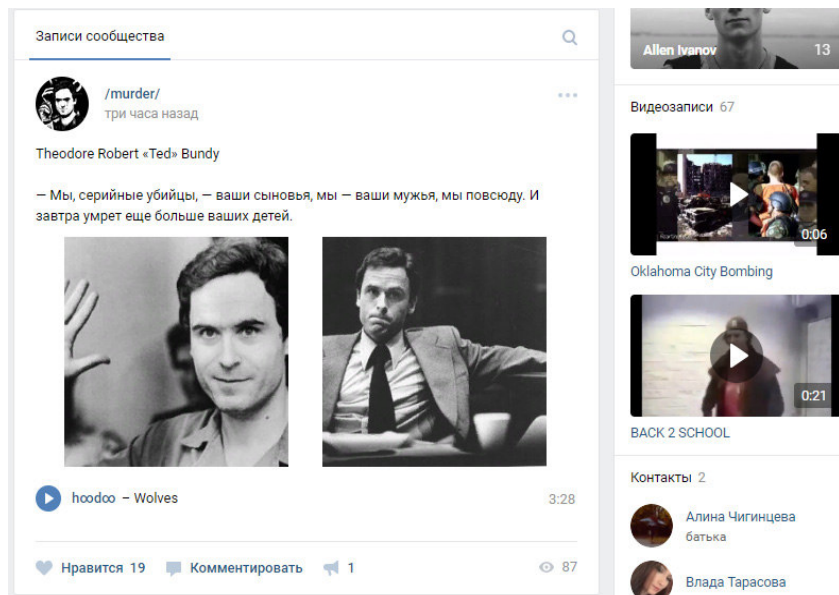 Записи сообщества
/murder/
три часа назад
Theodore Robert «Ted» Bundy
— Мы, серийные убийцы, — ваши сыновья, мы — ваши мужья, мы повсюду. И
завтра умрет еще больше ваших детей.
hoodoo – Wolves
3:28
Нравится 19
Комментировать
1
87
Allen Ivanov
13
Видеозаписи 67
0:06
Oklahoma City Bombing
0:21
BACK 2 SCHOOL
Контакты 2
Алина Чигинцева
батька
Влада Тарасова